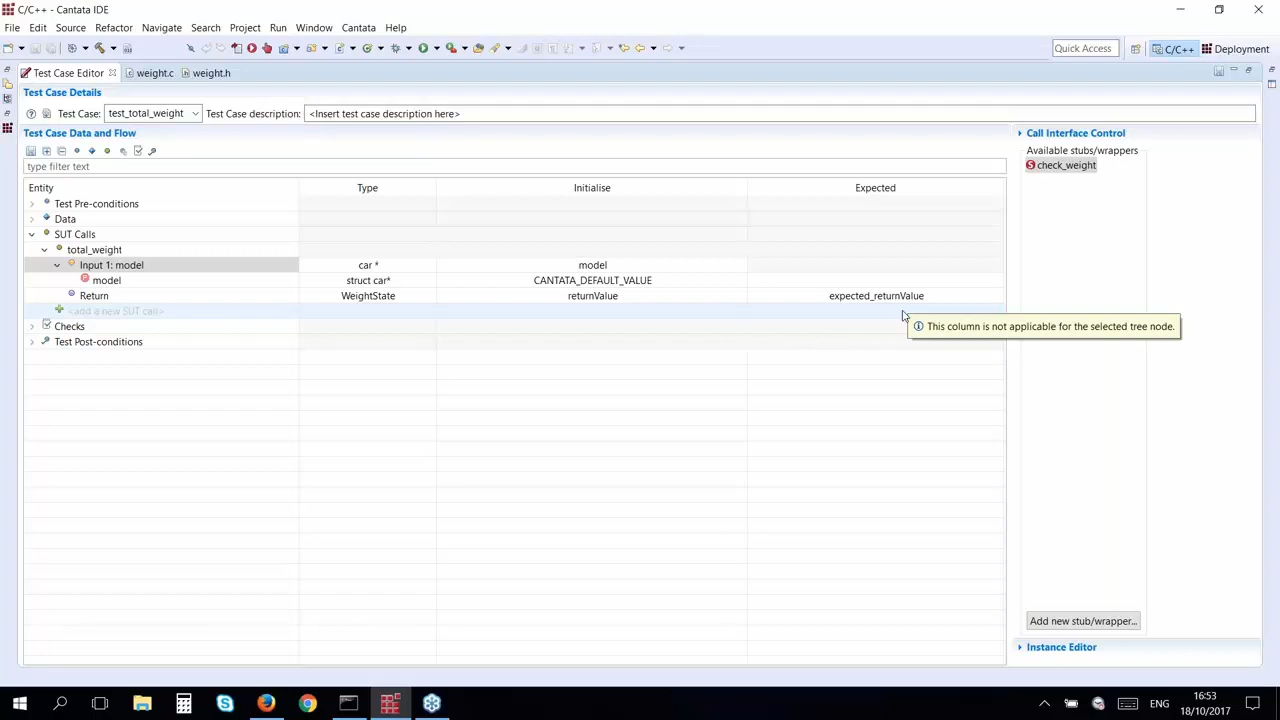 C/C++ - Cantata IDE
File Edit Source Refactor Navigate Search Project Run Window Cantata Help
Quick Access C/C++ Deployment
Test Case Editor weight.c weight.h
Test Case Details
Test Case: test_total_weight Test Case description: <Insert test case description here>
Test Case Data and Flow
Call Interface Control
Available stubs/wrappers
check_weight
type filter text
Entity Type Initialise Expected
Test Pre-conditions
Data
SUT Calls
total_weight
Input 1: model car * model
model struct car* CANTATA_DEFAULT_VALUE
Return WeightState returnValue expected_returnValue
<add a new SUT call>
Checks
This column is not applicable for the selected tree node.
Test Post-conditions
Add new stub/wrapper...
Instance Editor
ENG
16:53
18/10/2017